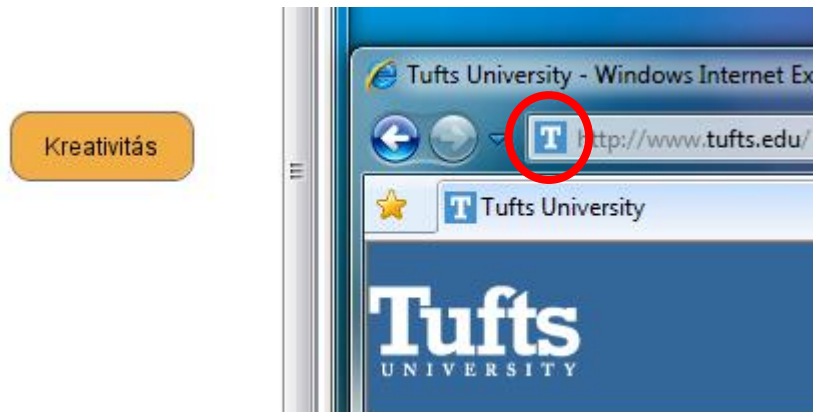 Kreativitás
Tufts University - Windows Internet Ex
T http://www.tufts.edu/
T Tufts University
Tufts
UNIVERSITY